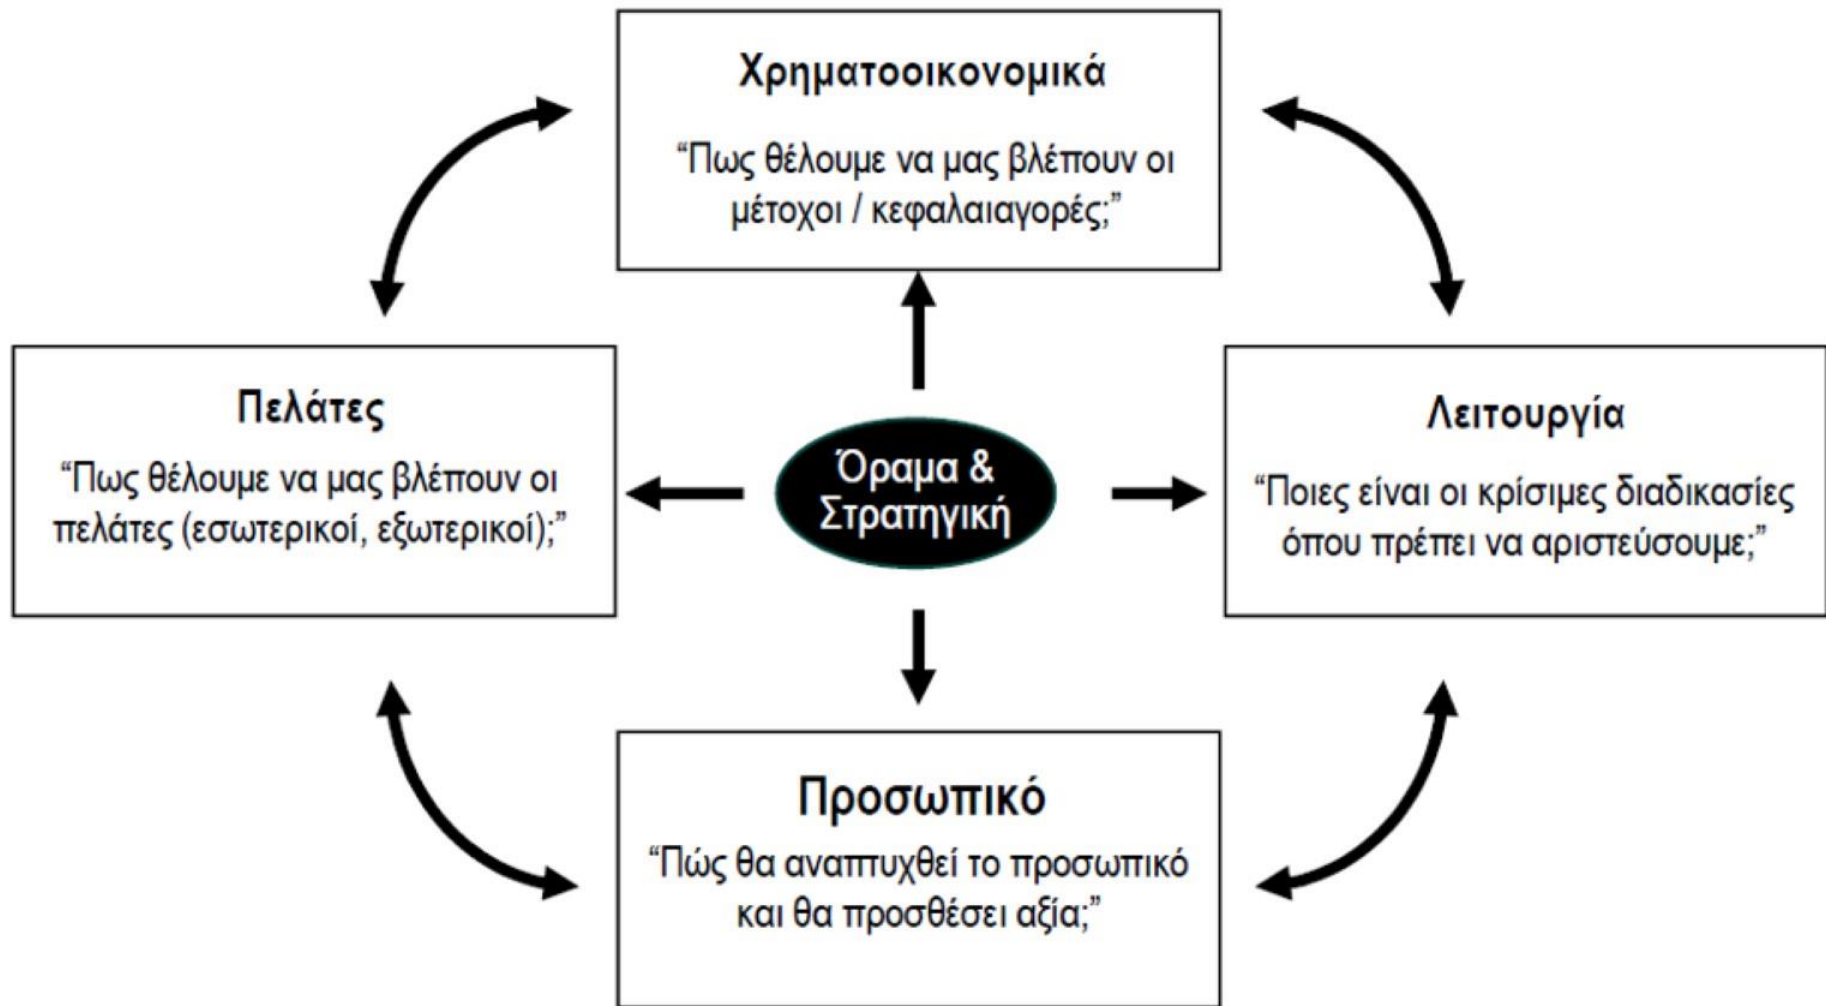 Χρηματοοικονομικά
“Πως θέλουμε να μας βλέπουν οι
μέτοχοι / κεφαλαιαγορές;”
Πελάτες
“Πως θέλουμε να μας βλέπουν οι
πελάτες (εσωτερικοί, εξωτερικοί);”
Όραμα &
Στρατηγική
Λειτουργία
“Ποιες είναι οι κρίσιμες διαδικασίες
όπου πρέπει να αριστεύσουμε;”
Προσωπικό
“Πώς θα αναπτυχθεί το προσωπικό
και θα προσθέσει αξία;”